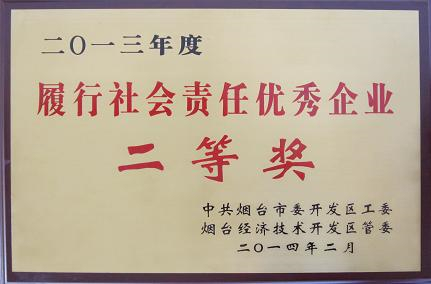 二〇一三年度
履行社会责任优秀企业
二等奖
中共烟台市委开发区工委
烟台经济技术开发区管委
二〇一四年二月